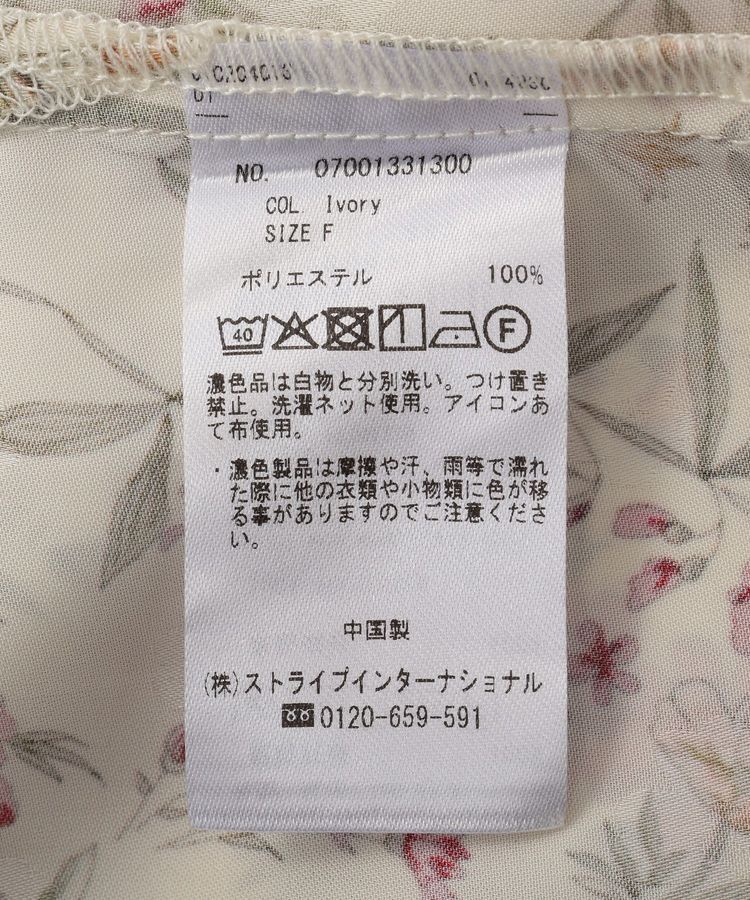 01
NO. 07001331300
COL Ivory
SIZE F
ポリエステル 100%
40 F
濃色品は白物と分別洗い。つけ置き
禁止。洗濯ネット使用。アイロンあ
て布使用。
・濃色製品は摩擦や汗、雨等で濡れ
た際に他の衣類や小物類に色が移
る事がありますのでご注意くださ
い。
中国製
(株)ストライプインターナショナル
0120-659-591